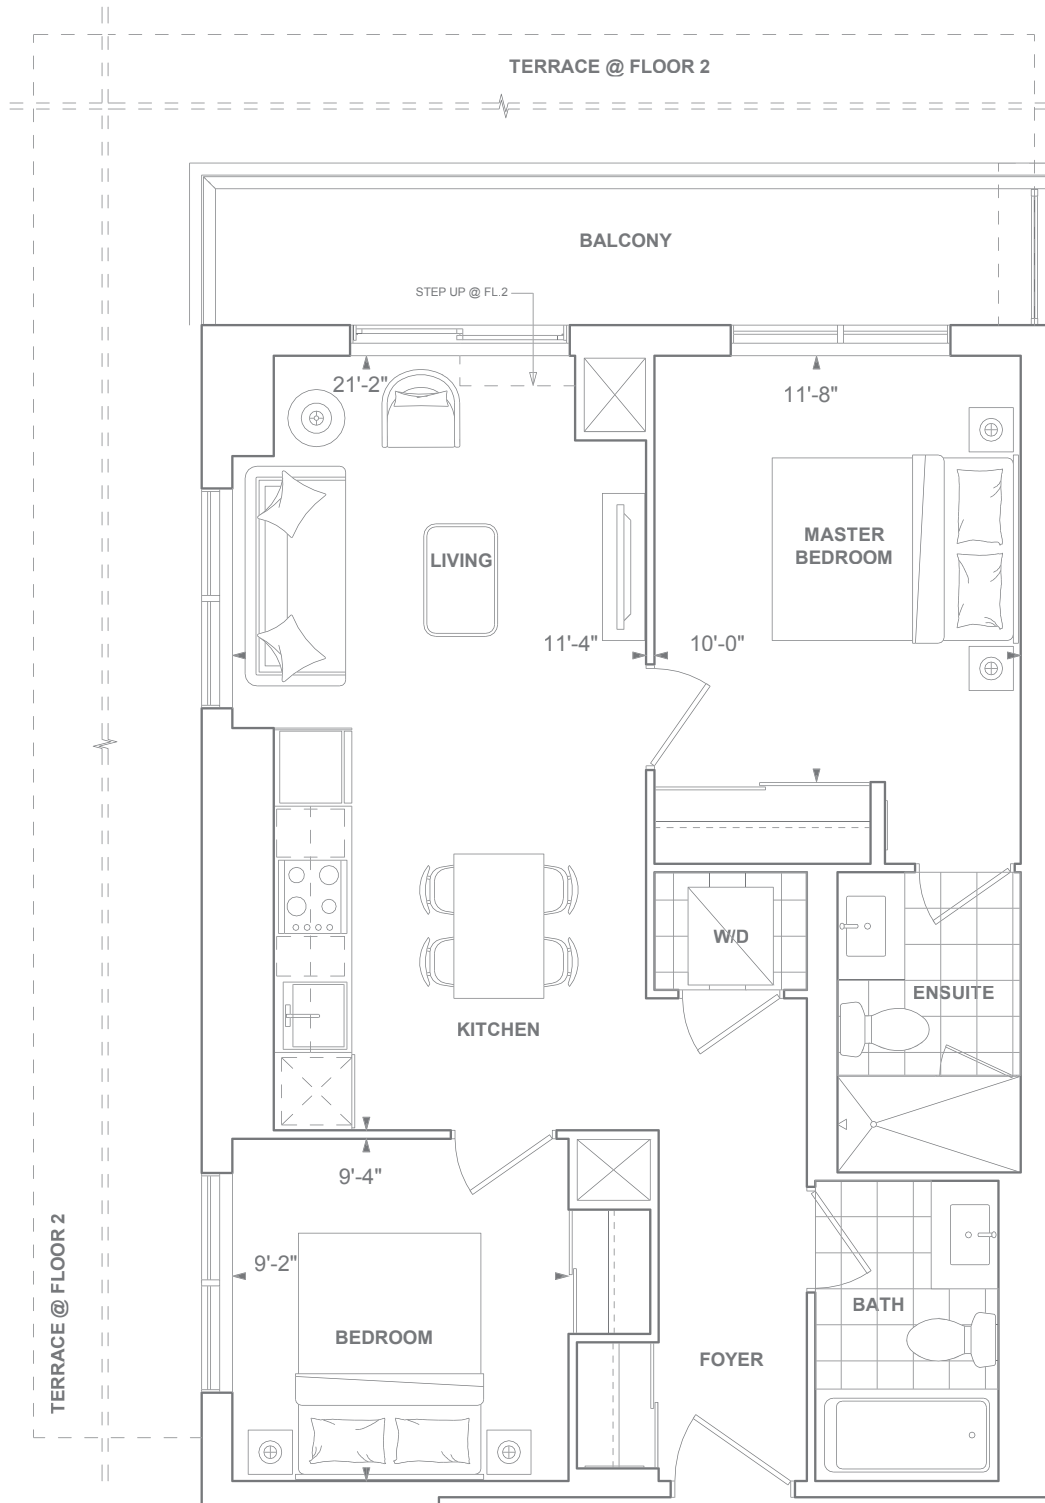 TERRACE @ FLOOR 2
BALCONY
STEP UP @ FL.2
21'-2"
11'-8"
MASTER
BEDROOM
LIVING
11'-4"
10'-0"
W/D
ENSUITE
KITCHEN
9'-4"
TERRACE @ FLOOR 2
9'-2"
BATH
BEDROOM
FOYER